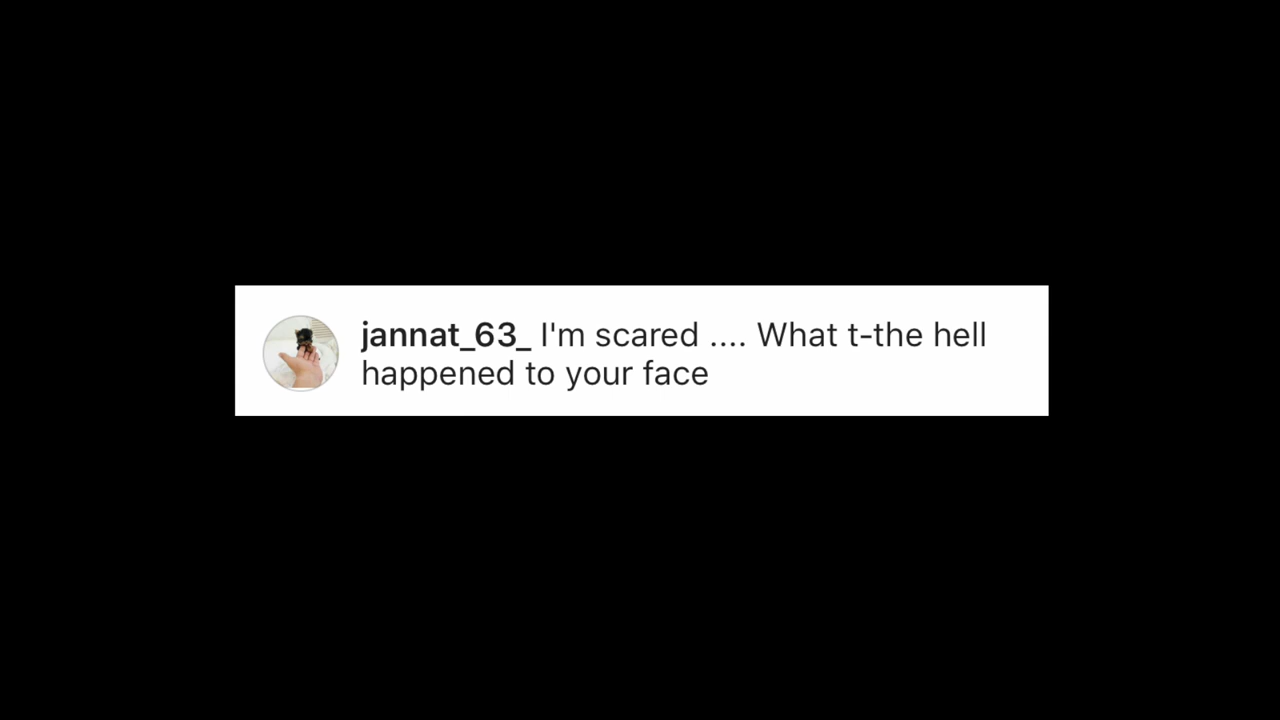 jannat_63_ I'm scared .... What t-the hell
happened to your face